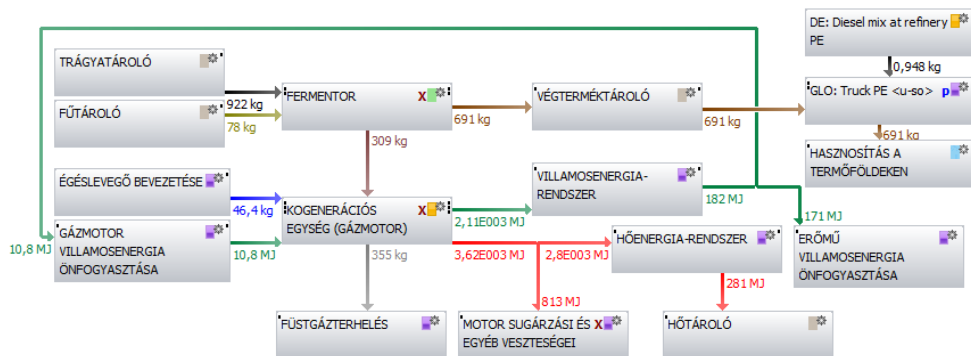 DE: Diesel mix at refinery
PE
0,948 kg
TRÁGYATÁROLÓ
922 kg
FŰTÁROLÓ
78 kg
FERMENTOR
X
691 kg
VÉGTERMÉKTÁROLÓ
691 kg
GLO: Truck PE <u-so>
p
691 kg
HASZNOSÍTÁS A
TERMŐFÖLDEKEN
309 kg
ÉGÉSLEVEGŐ BEVEZETÉSE
46,4 kg
KOGENERÁCIÓS
EGYSÉG (GÁZMOTOR)
X
VILLAMOSENERGIA-
RENDSZER
2,11E003 MJ
182 MJ
171 MJ
10,8 MJ
GÁZMOTOR
VILLAMOSENERGIA
ÖNFOGYASZTÁSA
10,8 MJ
355 kg
3,62E003 MJ
2,8E003 MJ
HŐENERGIA-RENDSZER
ERŐMŰ
VILLAMOSENERGIA
ÖNFOGYASZTÁSA
813 MJ
281 MJ
FÜSTGÁZTERHELÉS
MOTOR SUGÁRZÁSI ÉS
EGYÉB VESZTESÉGEI
X
HŐTÁROLÓ